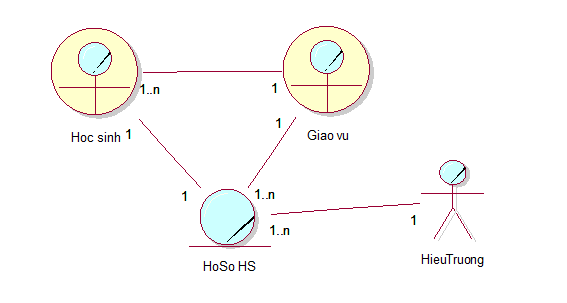 1..n
1
Hoc sinh
1
1
Giao vu
1
1..n
1..n
1
HoSo HS
HieuTruong